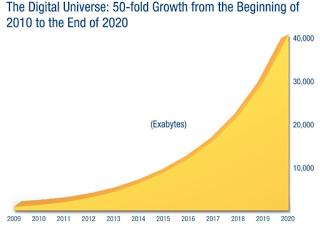 The Digital Universe: 50-fold Growth from the Beginning of
2010 to the End of 2020
40,000
30,000
(Exabytes)
20,000
10,000
2009 2010 2011 2012 2013 2014 2015 2016 2017 2018 2019 2020